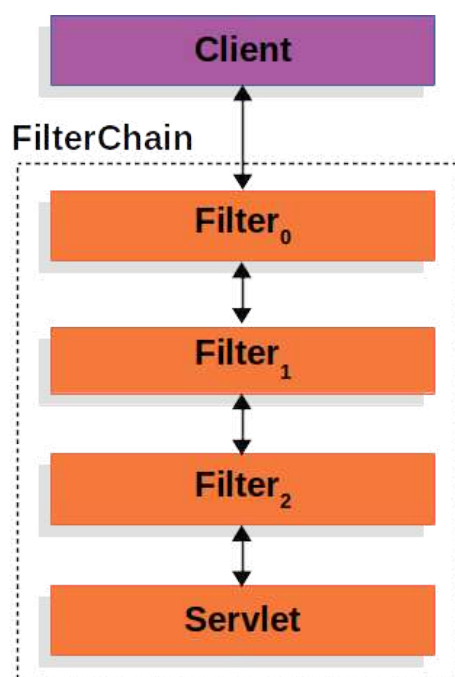 Client
FilterChain
Filter₀
Filter₁
Filter₂
Servlet